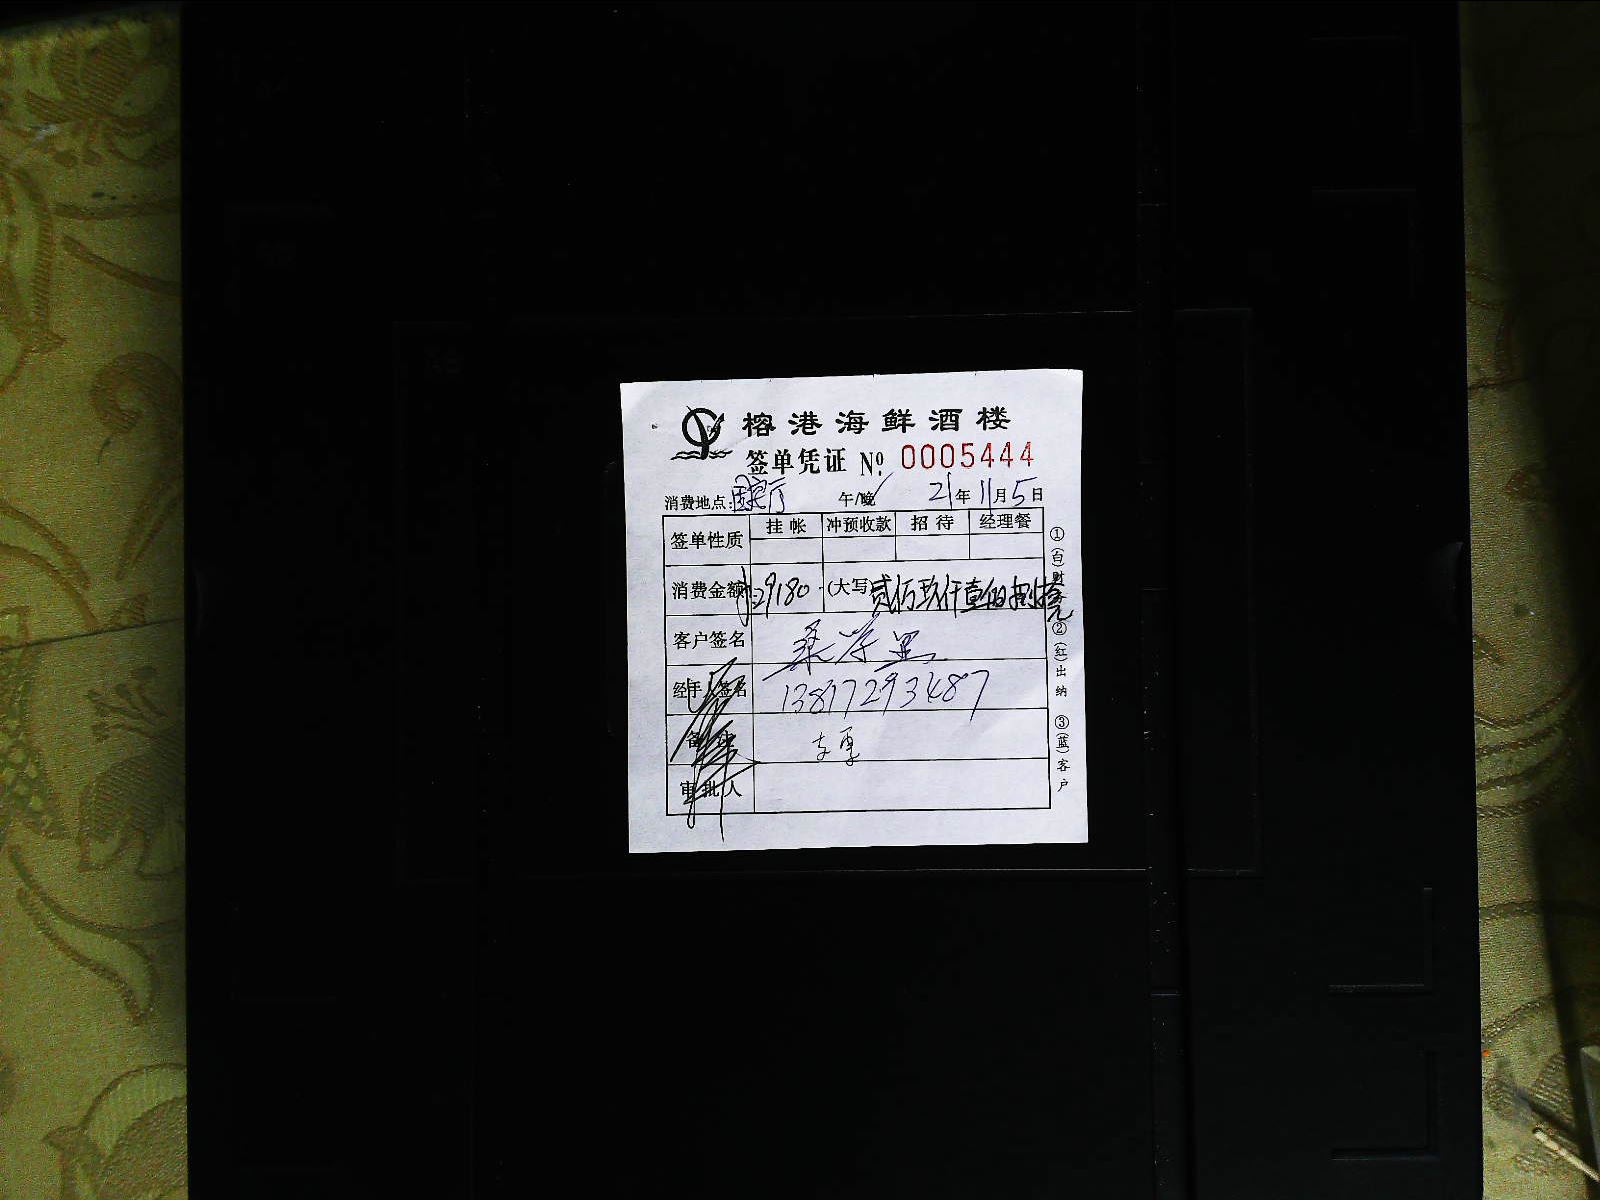 榕港海鲜酒楼
签单凭证 № 0005444
消费地点:国宾厅 午/晚 21年11月5日
签单性质 挂帐 冲预收款 招待 经理餐
消费金额 29180 (大写)贰万玖仟壹佰捌拾元
客户签名
经手人签名 13817293487
备注
审批人
①(白)财务 ②(红)出纳 ③(蓝)客户